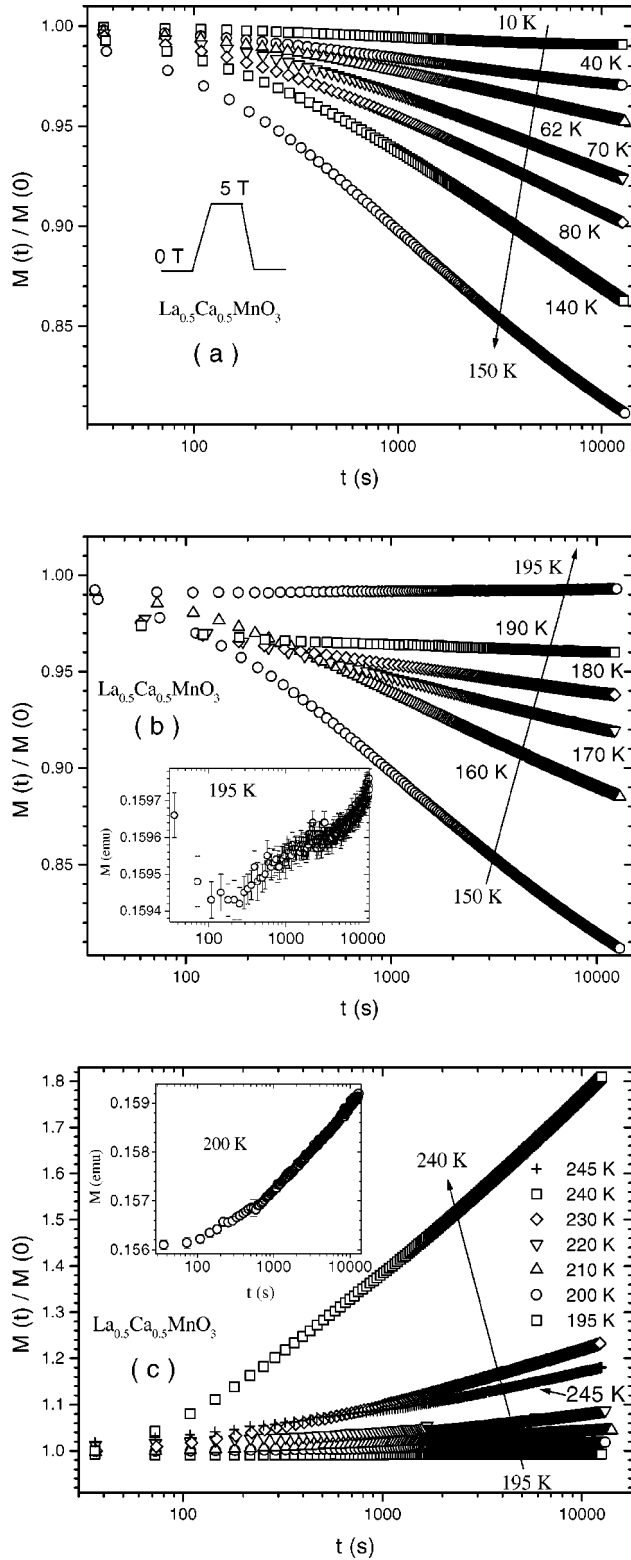 1.00
0.95
0.90
0.85
M (t) / M (0)
10 K
40 K
62 K
70 K
80 K
140 K
150 K
5 T
0 T
La0.5Ca0.5MnO3
( a )
100
1000
10000
t (s)
1.00
0.95
0.90
0.85
M (t) / M (0)
195 K
190 K
180 K
170 K
160 K
150 K
La0.5Ca0.5MnO3
( b )
195 K
M (emu)
0.1597
0.1596
0.1595
0.1594
100
1000
10000
100
1000
10000
t (s)
1.8
1.7
1.6
1.5
1.4
1.3
1.2
1.1
1.0
M (t) / M (0)
M (emu)
0.159
0.158
0.157
0.156
200 K
100
1000
10000
t (s)
240 K
245 K
240 K
230 K
220 K
210 K
200 K
195 K
La0.5Ca0.5MnO3
( c )
245 K
195 K
100
1000
10000
t (s)